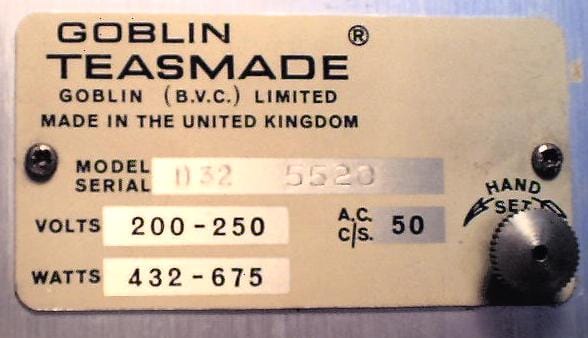 GOBLIN ®
TEASMADE
GOBLIN (B.V.C.) LIMITED
MADE IN THE UNITED KINGDOM
MODEL
SERIAL D32 5520
VOLTS 200-250
A.C.
C/S. 50
WATTS 432-675
HAND
SET